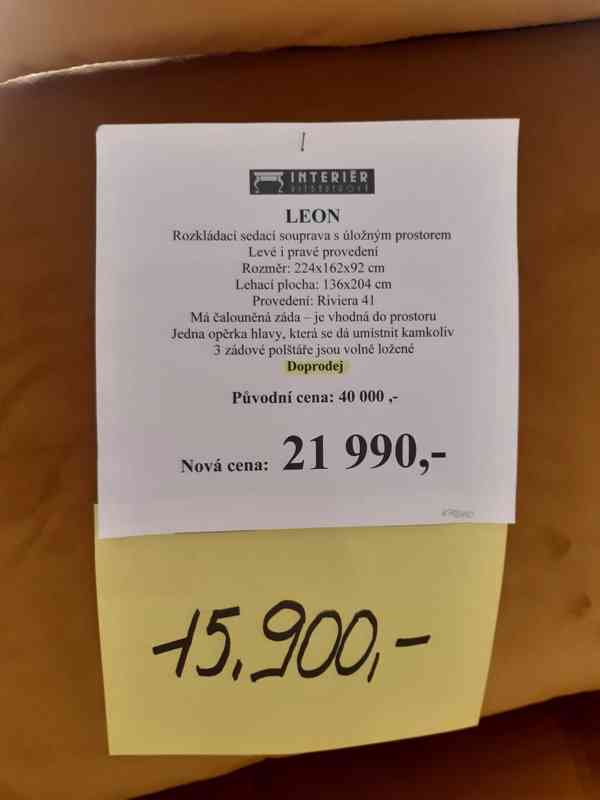 INTERIÉR
LEON
Rozkládací sedací souprava s úložným prostorem
Levé i pravé provedení
Rozměr: 224x162x92 cm
Lehací plocha: 136x204 cm
Provedení: Riviera 41
Má čalouněná záda – je vhodná do prostoru
Jedna opěrka hlavy, která se dá umístnit kamkoliv
3 zádové polštáře jsou volně ložené
Doprodej
Původní cena: 40 000 ,-
Nová cena: 21 990,-
15.900,-